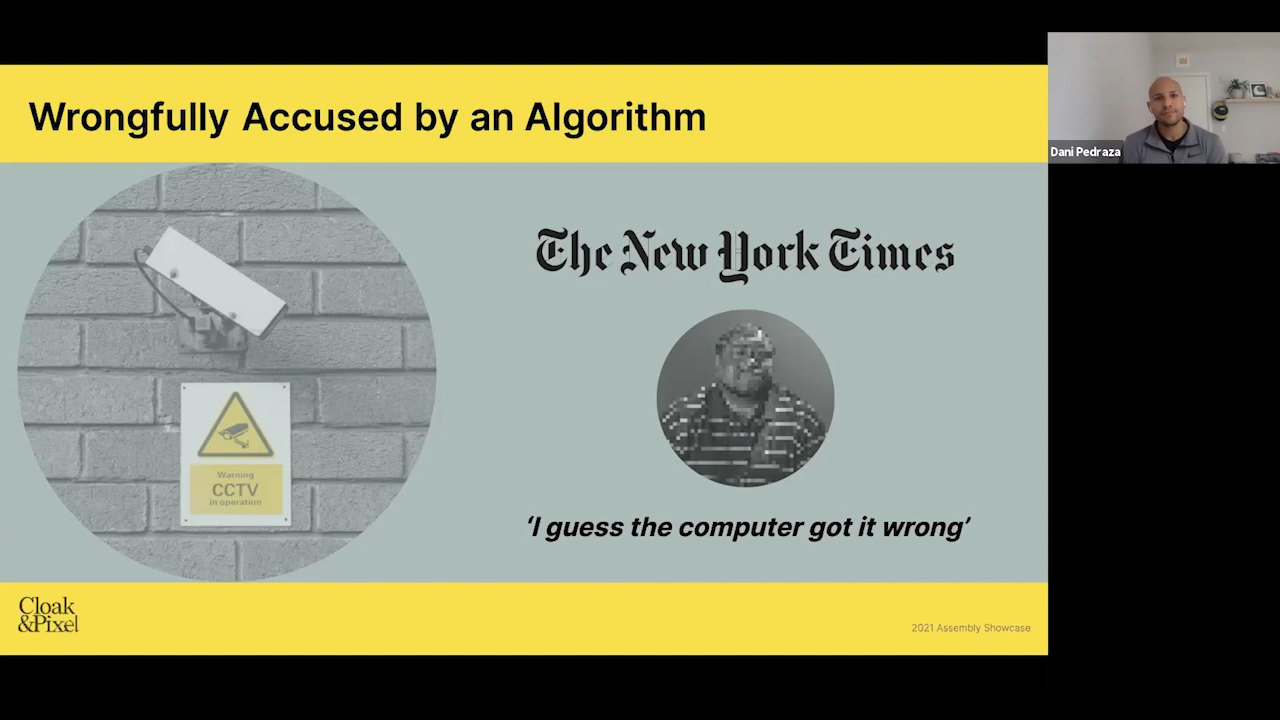 Wrongfully Accused by an Algorithm
Dani Pedraza
The New York Times
Warning
CCTV
in operation
‘I guess the computer got it wrong’
Cloak
&Pixel
2021 Assembly Showcase